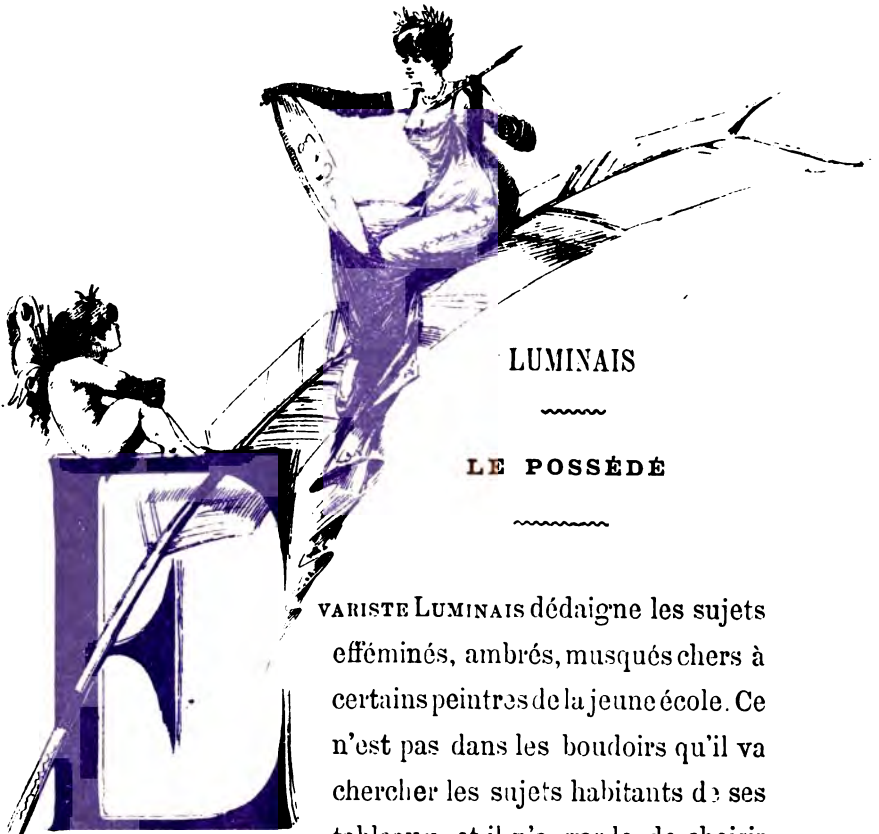 LUMINAIS
LE POSSÉDÉ
EVARISTE LUMINAIS dédaigne les sujets
efféminés, ambrés, musqués chers à
certains peintres de la jeune école. Ce
n'est pas dans les boudoirs qu'il va
chercher les sujets habitants de ses